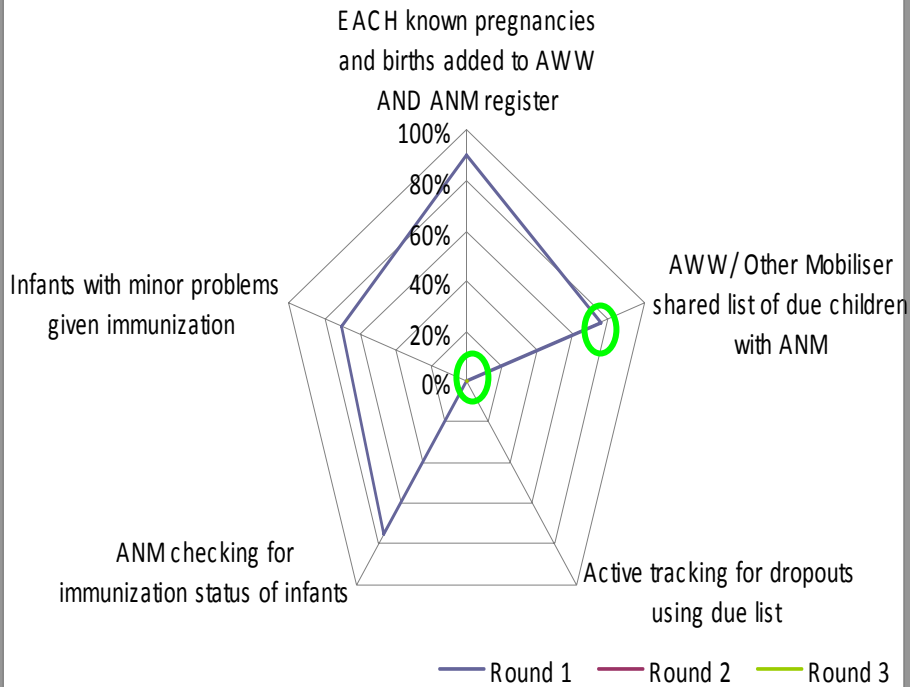 EACH known pregnancies
and births added to AWW
AND ANM register
100%
80%
60%
40%
20%
0%
AWW/Other Mobiliser
shared list of due children
with ANM
Infants with minor problems
given immunization
ANM checking for
immunization status of infants
Active tracking for dropouts
using due list
Round 1 Round 2 Round 3